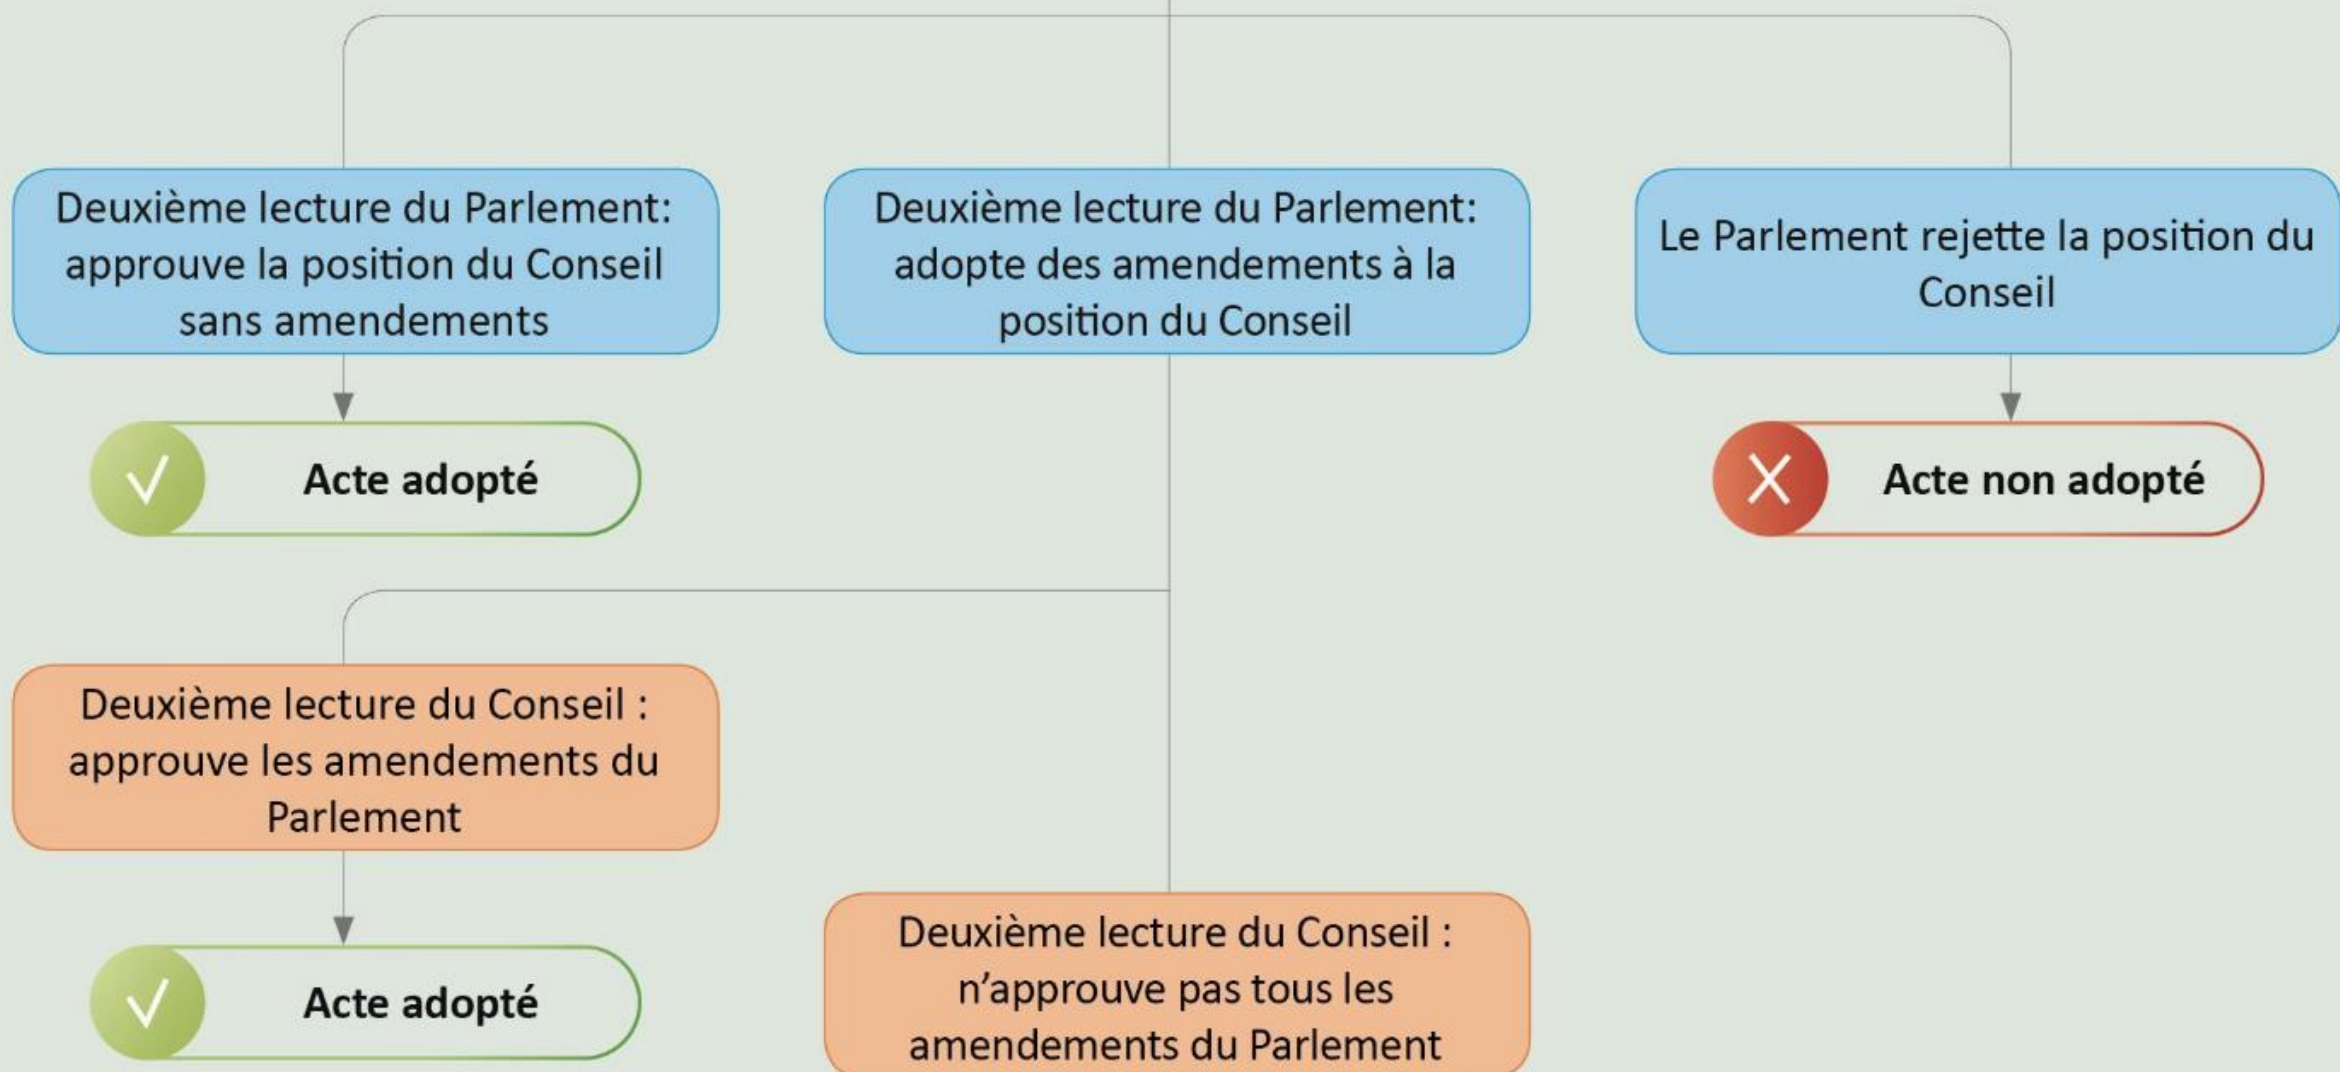 Deuxième lecture du Parlement:
approuve la position du Conseil
sans amendements
Deuxième lecture du Parlement:
adopte des amendements à la
position du Conseil
Le Parlement rejette la position du
Conseil
Acte adopté
Acte non adopté
Deuxième lecture du Conseil :
approuve les amendements du
Parlement
Acte adopté
Deuxième lecture du Conseil :
n’approuve pas tous les
amendements du Parlement